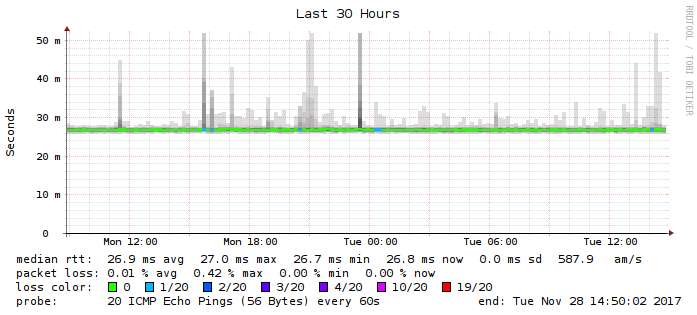 Last 30 Hours
RRDTOOL / TOBI OETIKER
Seconds
50 m
40 m
30 m
20 m
10 m
0
Mon 12:00 Mon 18:00 Tue 00:00 Tue 06:00 Tue 12:00
median rtt: 26.9 ms avg 27.0 ms max 26.7 ms min 26.8 ms now 0.0 ms sd 587.9 am/s
packet loss: 0.01 % avg 0.42 % max 0.00 % min 0.00 % now
loss color: 0 1/20 2/20 3/20 4/20 10/20 19/20
probe: 20 ICMP Echo Pings (56 Bytes) every 60s end: Tue Nov 28 14:50:02 2017